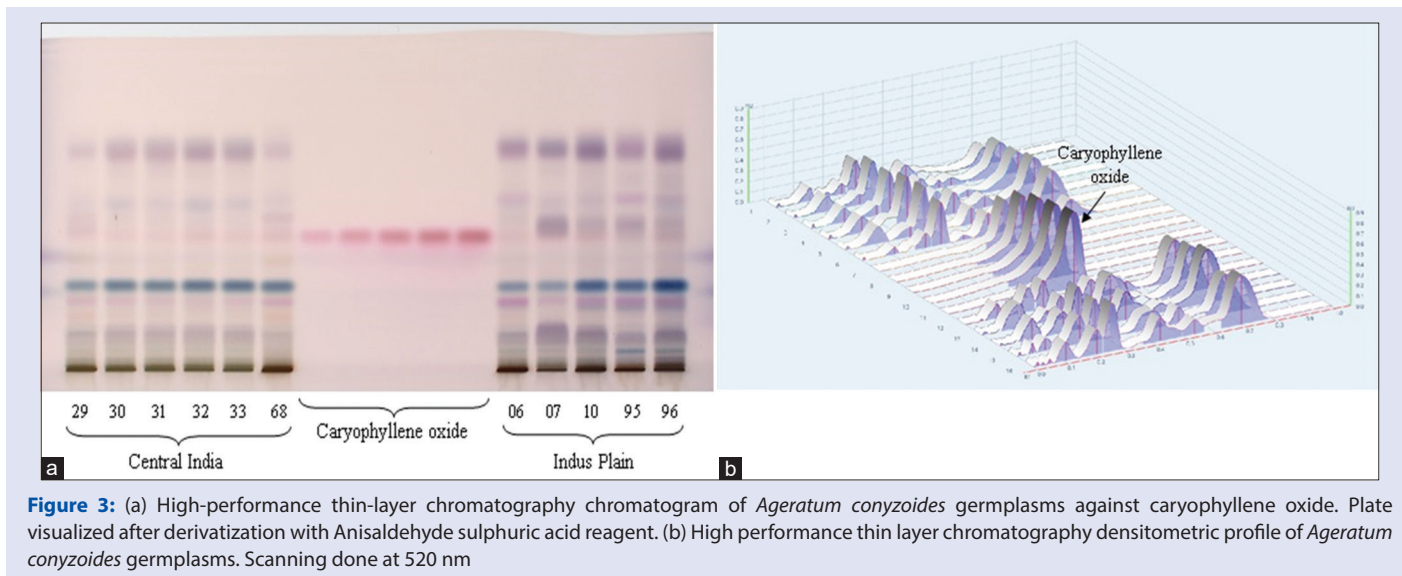 Caryophyllene
oxide
29 30 31 32 33 68
06 07 10 95 96
Caryophyllene oxide
Central India
Indus Plain
a
b
Figure 3: (a) High-performance thin-layer chromatography chromatogram of Ageratum conyzoides germplasms against caryophyllene oxide. Plate
visualized after derivatization with Anisaldehyde sulphuric acid reagent. (b) High performance thin layer chromatography densitometric profile of Ageratum
conyzoides germplasms. Scanning done at 520 nm